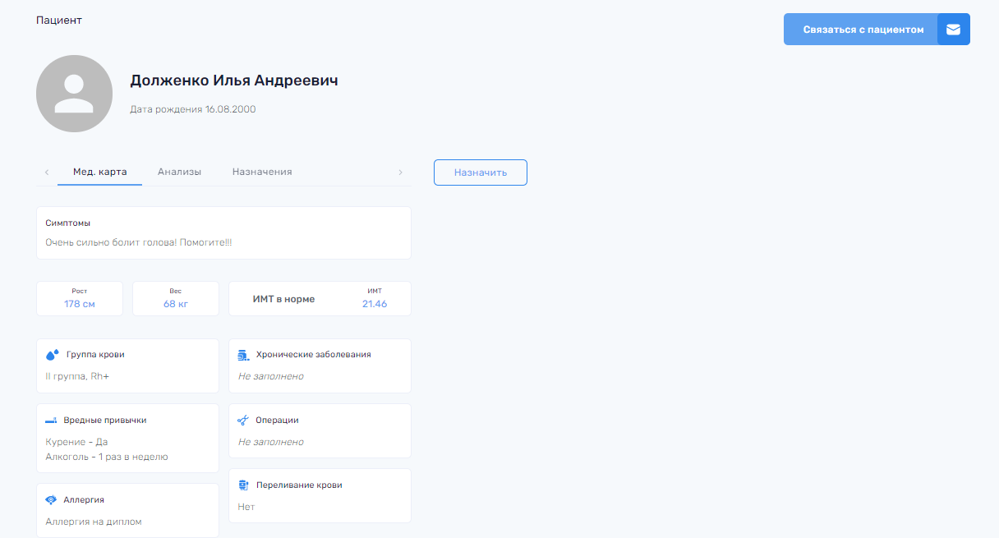 Пациент
Связаться с пациентом
Долженко Илья Андреевич
Дата рождения 16.08.2000
Мед. карта
Анализы
Назначения
Назначить
Симптомы
Очень сильно болит голова! Помогите!!!
Рост
178 см
Вес
68 кг
ИМТ в норме
ИМТ
21.46
Группа крови
II группа, Rh+
Хронические заболевания
Не заполнено
Вредные привычки
Курение - Да
Алкоголь - 1 раз в неделю
Операции
Не заполнено
Аллергия
Аллергия на диплом
Переливание крови
Нет